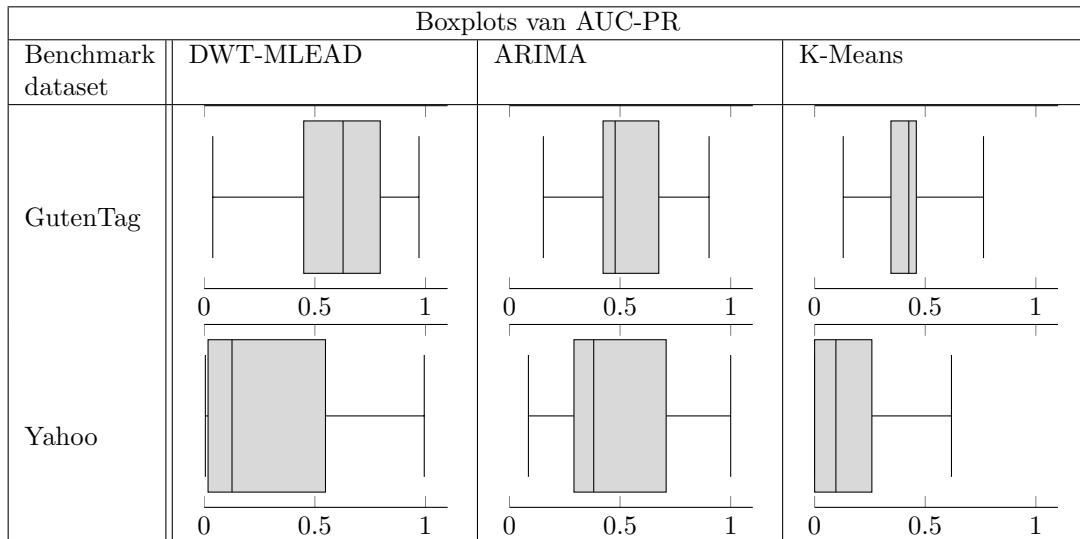 Boxplots van AUC-PR
Benchmark dataset DWT-MLEAD ARIMA K-Means
GutenTag
0 0.5 1 0 0.5 1 0 0.5 1
Yahoo
0 0.5 1 0 0.5 1 0 0.5 1